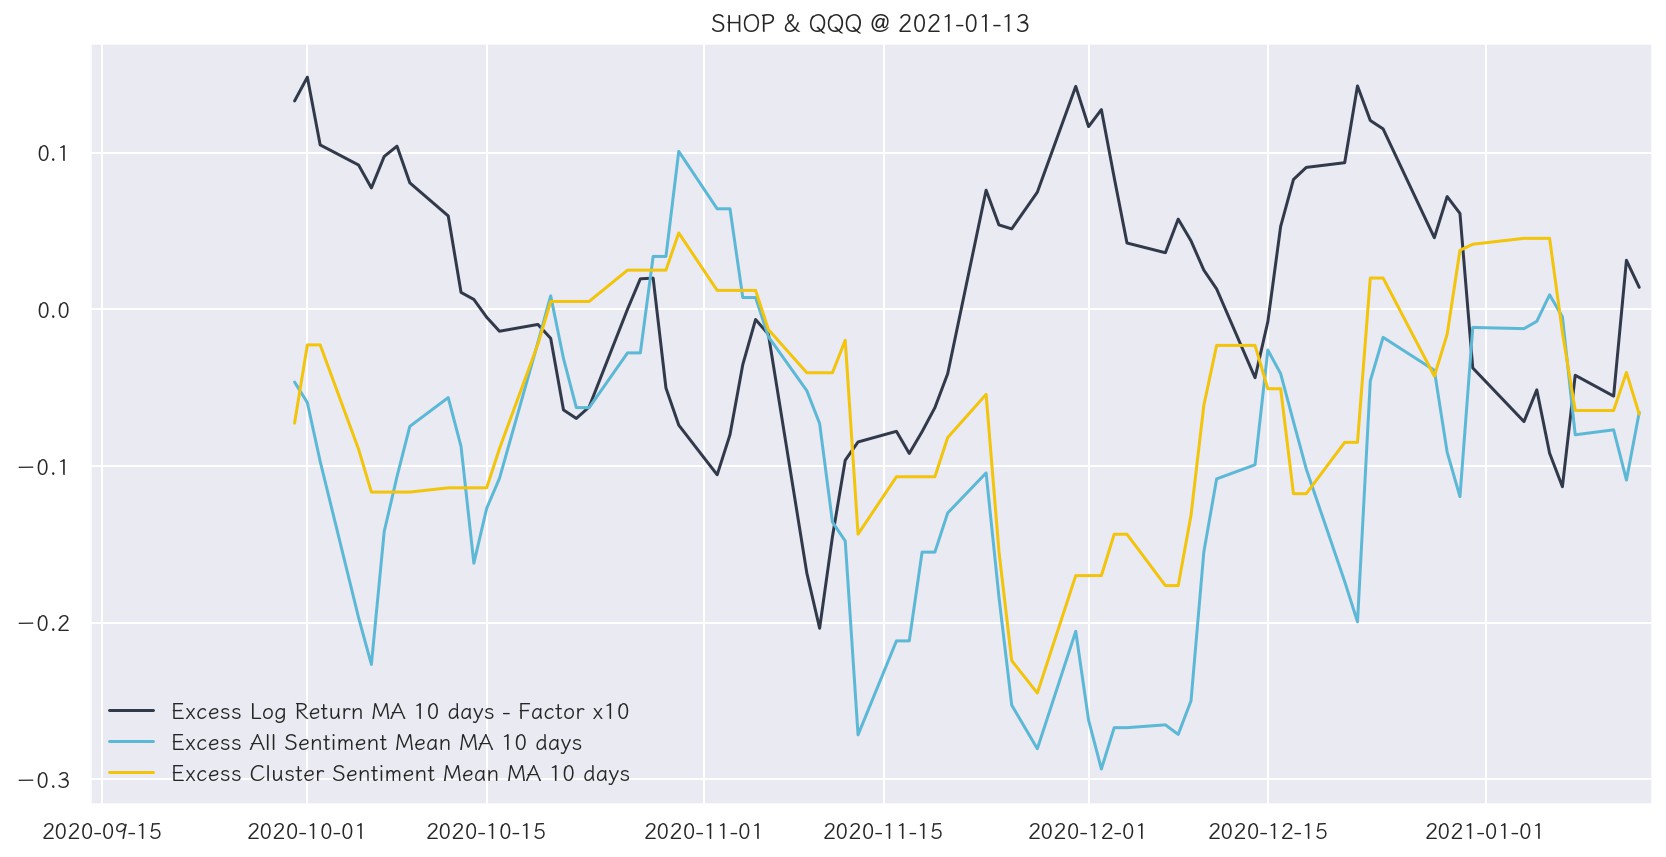 SHOP & QQQ @ 2021-01-13
0.1
0.0
−0.1
−0.2
−0.3
Excess Log Return MA 10 days - Factor x10
Excess All Sentiment Mean MA 10 days
Excess Cluster Sentiment Mean MA 10 days
2020-09-15 2020-10-01 2020-10-15 2020-11-01 2020-11-15 2020-12-01 2020-12-15 2021-01-01